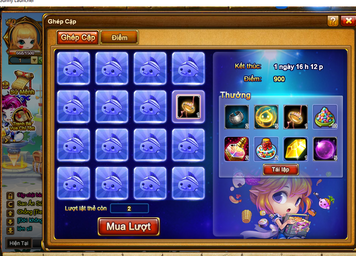 Ghép Cặp
Ghép Cặp
Điểm
Kết thúc: 1 ngày 16 h 12 p
Điểm: 900
Thưởng
Tái lập
Lượt lật thẻ còn 2
Mua Lượt
Hiện Tại